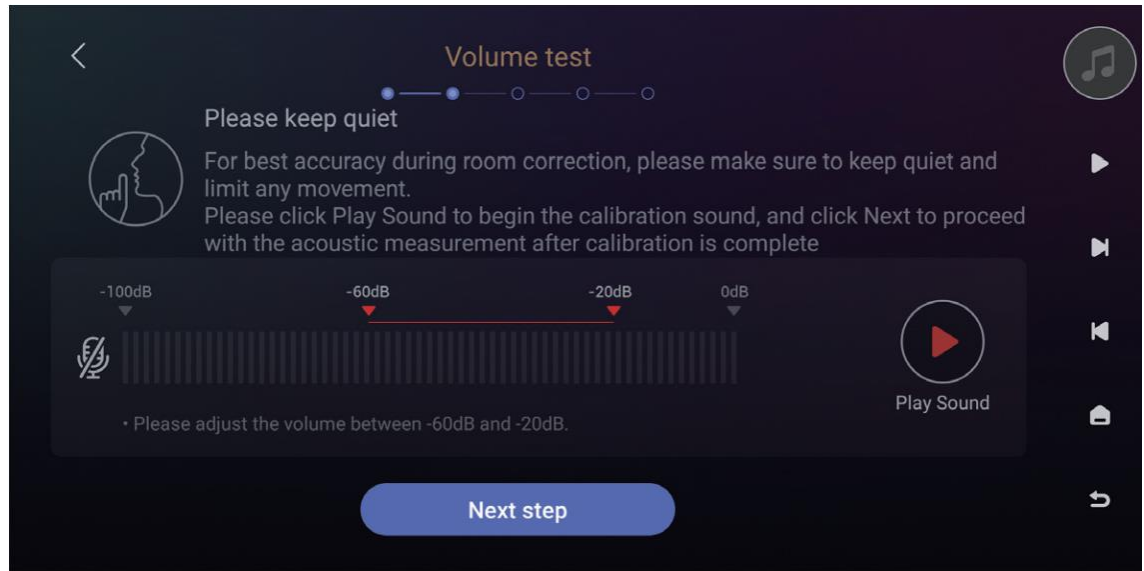 Volume test
Please keep quiet
For best accuracy during room correction, please make sure to keep quiet and
limit any movement.
Please click Play Sound to begin the calibration sound, and click Next to proceed
with the acoustic measurement after calibration is complete
-100dB -60dB -20dB 0dB
Play Sound
• Please adjust the volume between -60dB and -20dB.
Next step